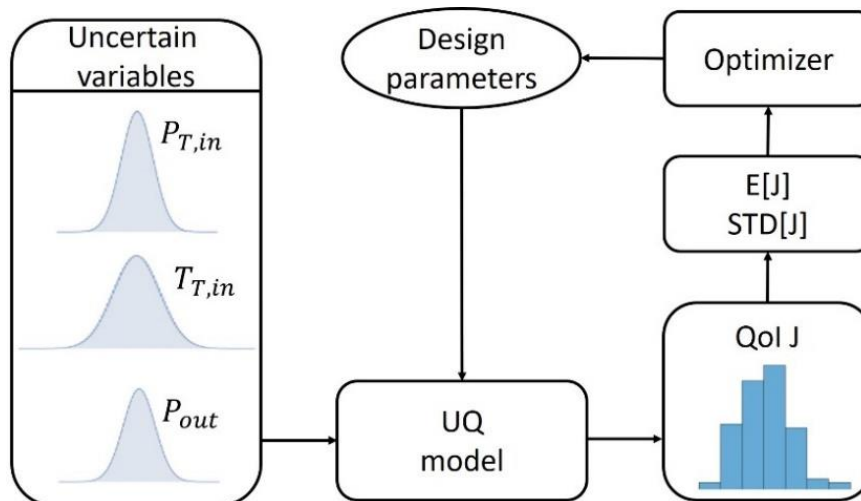 Uncertain
variables
P_{T,in}
T_{T,in}
P_{out}
Design
parameters
Optimizer
E[J]
STD[J]
QoI J
UQ
model